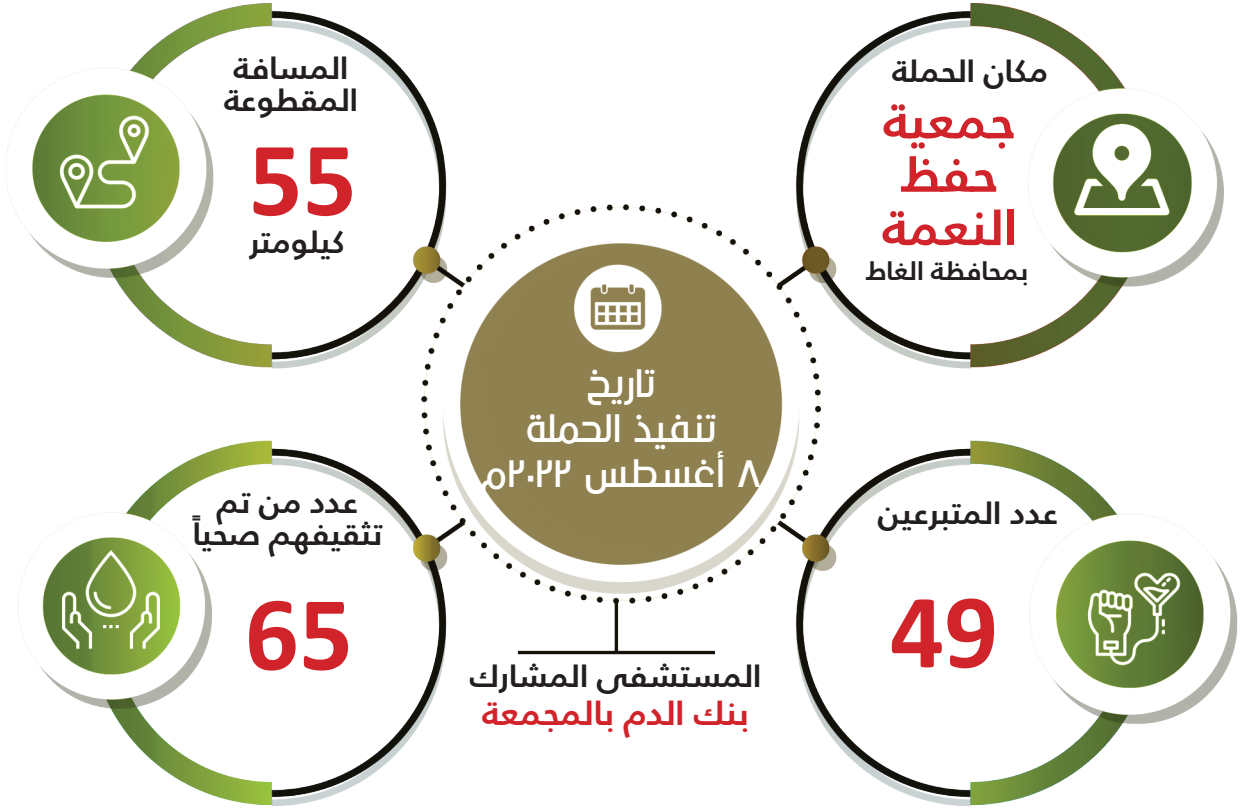 مكان الحملة
جمعية
حفظ
النعمة
بمحافظة الغاط
المسافة
المقطوعة
55
كيلومتر
تاريخ
تنفيذ الحملة
٨ أغسطس ٢٠٢٢م
عدد المتبرعين
49
عدد من تم
تثقيفهم صحياً
65
المستشفى المشارك
بنك الدم بالمجمعة